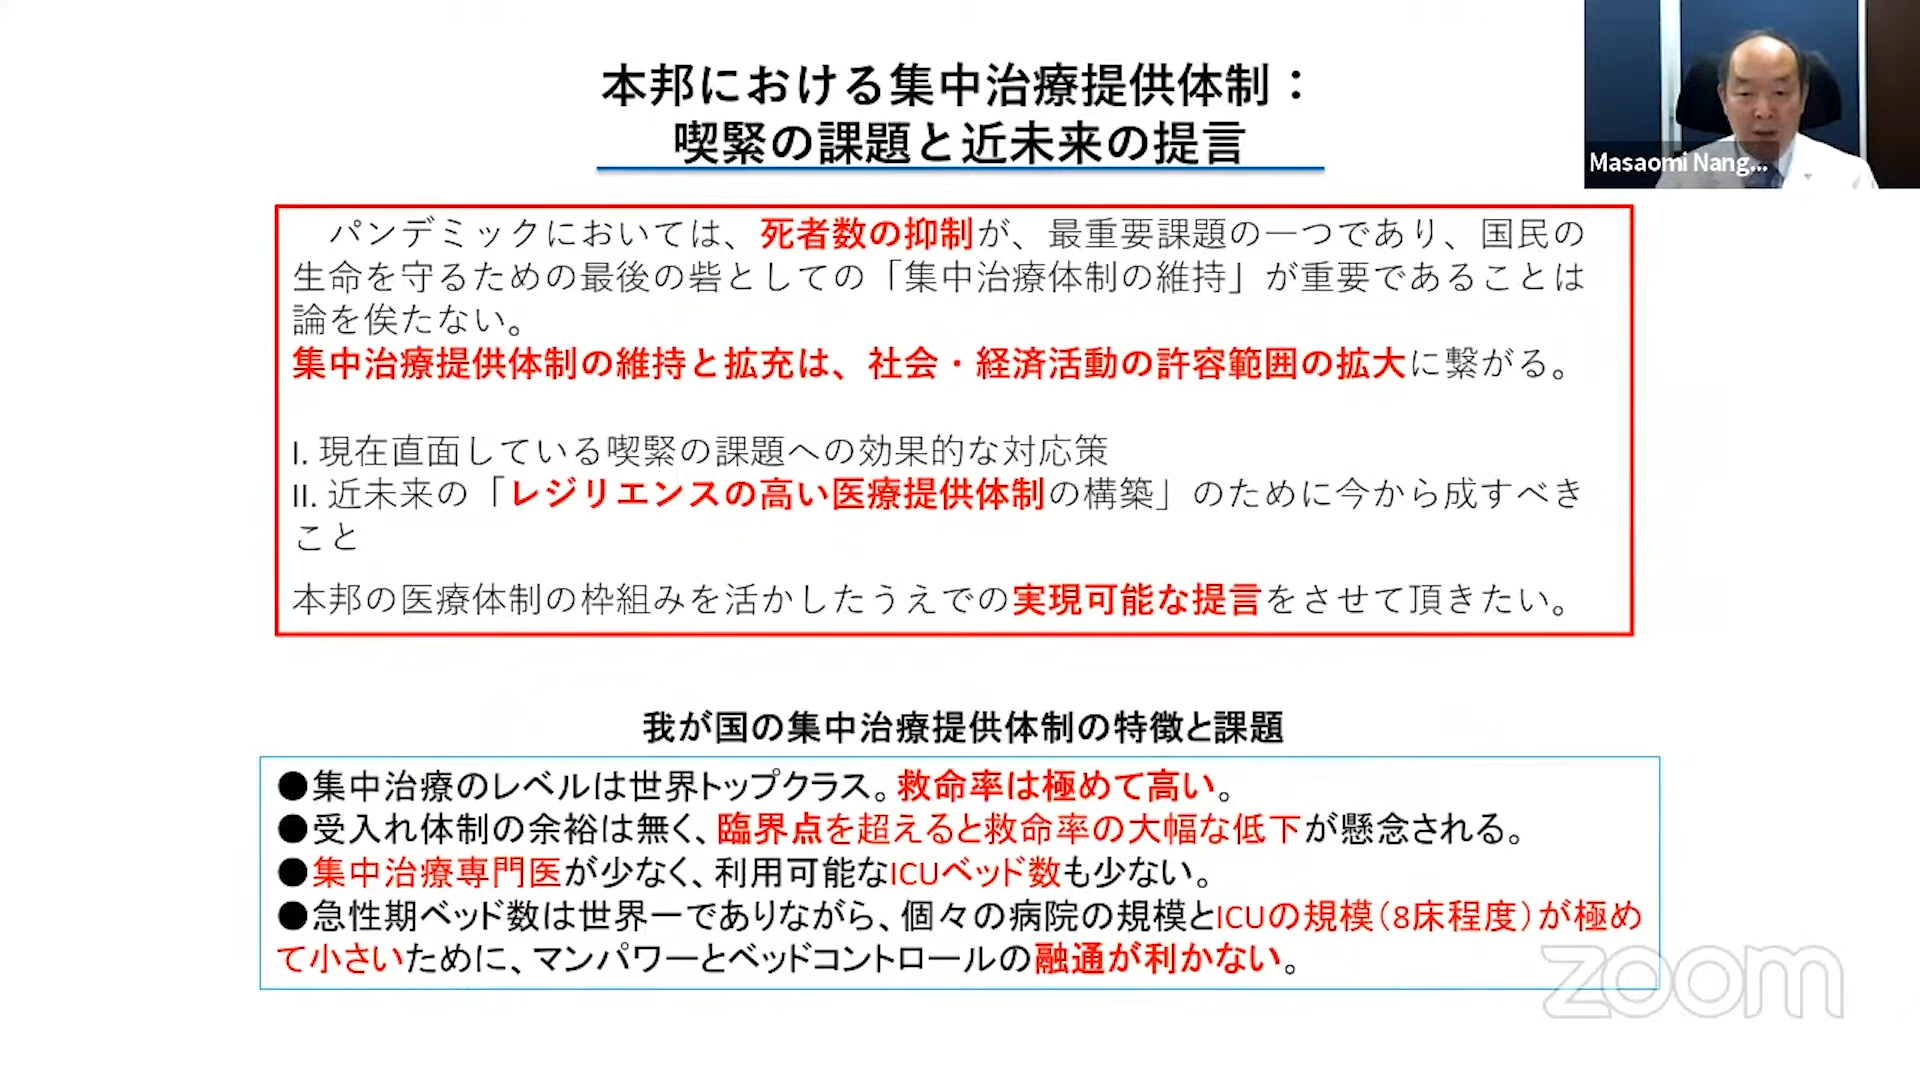 本邦における集中治療提供体制：
喫緊の課題と近未来の提言
Masaomi Nang...
パンデミックにおいては、死者数の抑制が、最重要課題の一つであり、国民の
生命を守るための最後の砦としての「集中治療体制の維持」が重要であることは
論を俟たない。
集中治療提供体制の維持と拡充は、社会・経済活動の許容範囲の拡大に繋がる。
I. 現在直面している喫緊の課題への効果的な対応策
II. 近未来の「レジリエンスの高い医療提供体制の構築」のために今から成すべき
こと
本邦の医療体制の枠組みを活かしたうえでの実現可能な提言をさせて頂きたい。
我が国の集中治療提供体制の特徴と課題
●集中治療のレベルは世界トップクラス。救命率は極めて高い。
●受入れ体制の余裕は無く、臨界点を超えると救命率の大幅な低下が懸念される。
●集中治療専門医が少なく、利用可能なICUベッド数も少ない。
●急性期ベッド数は世界一でありながら、個々の病院の規模とICUの規模（8床程度）が極め
て小さいために、マンパワーとベッドコントロールの融通が利かない。
zoom